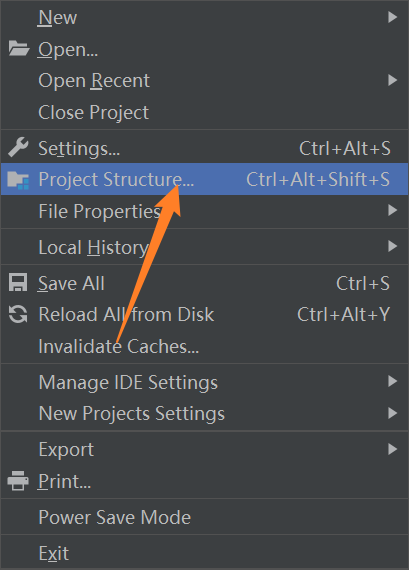 New
Open...
Open Recent
Close Project
Settings... Ctrl+Alt+S
Project Structure... Ctrl+Alt+Shift+S
File Properties
Local History
Save All Ctrl+S
Reload All from Disk Ctrl+Alt+Y
Invalidate Caches...
Manage IDE Settings
New Projects Settings
Export
Print...
Power Save Mode
Exit